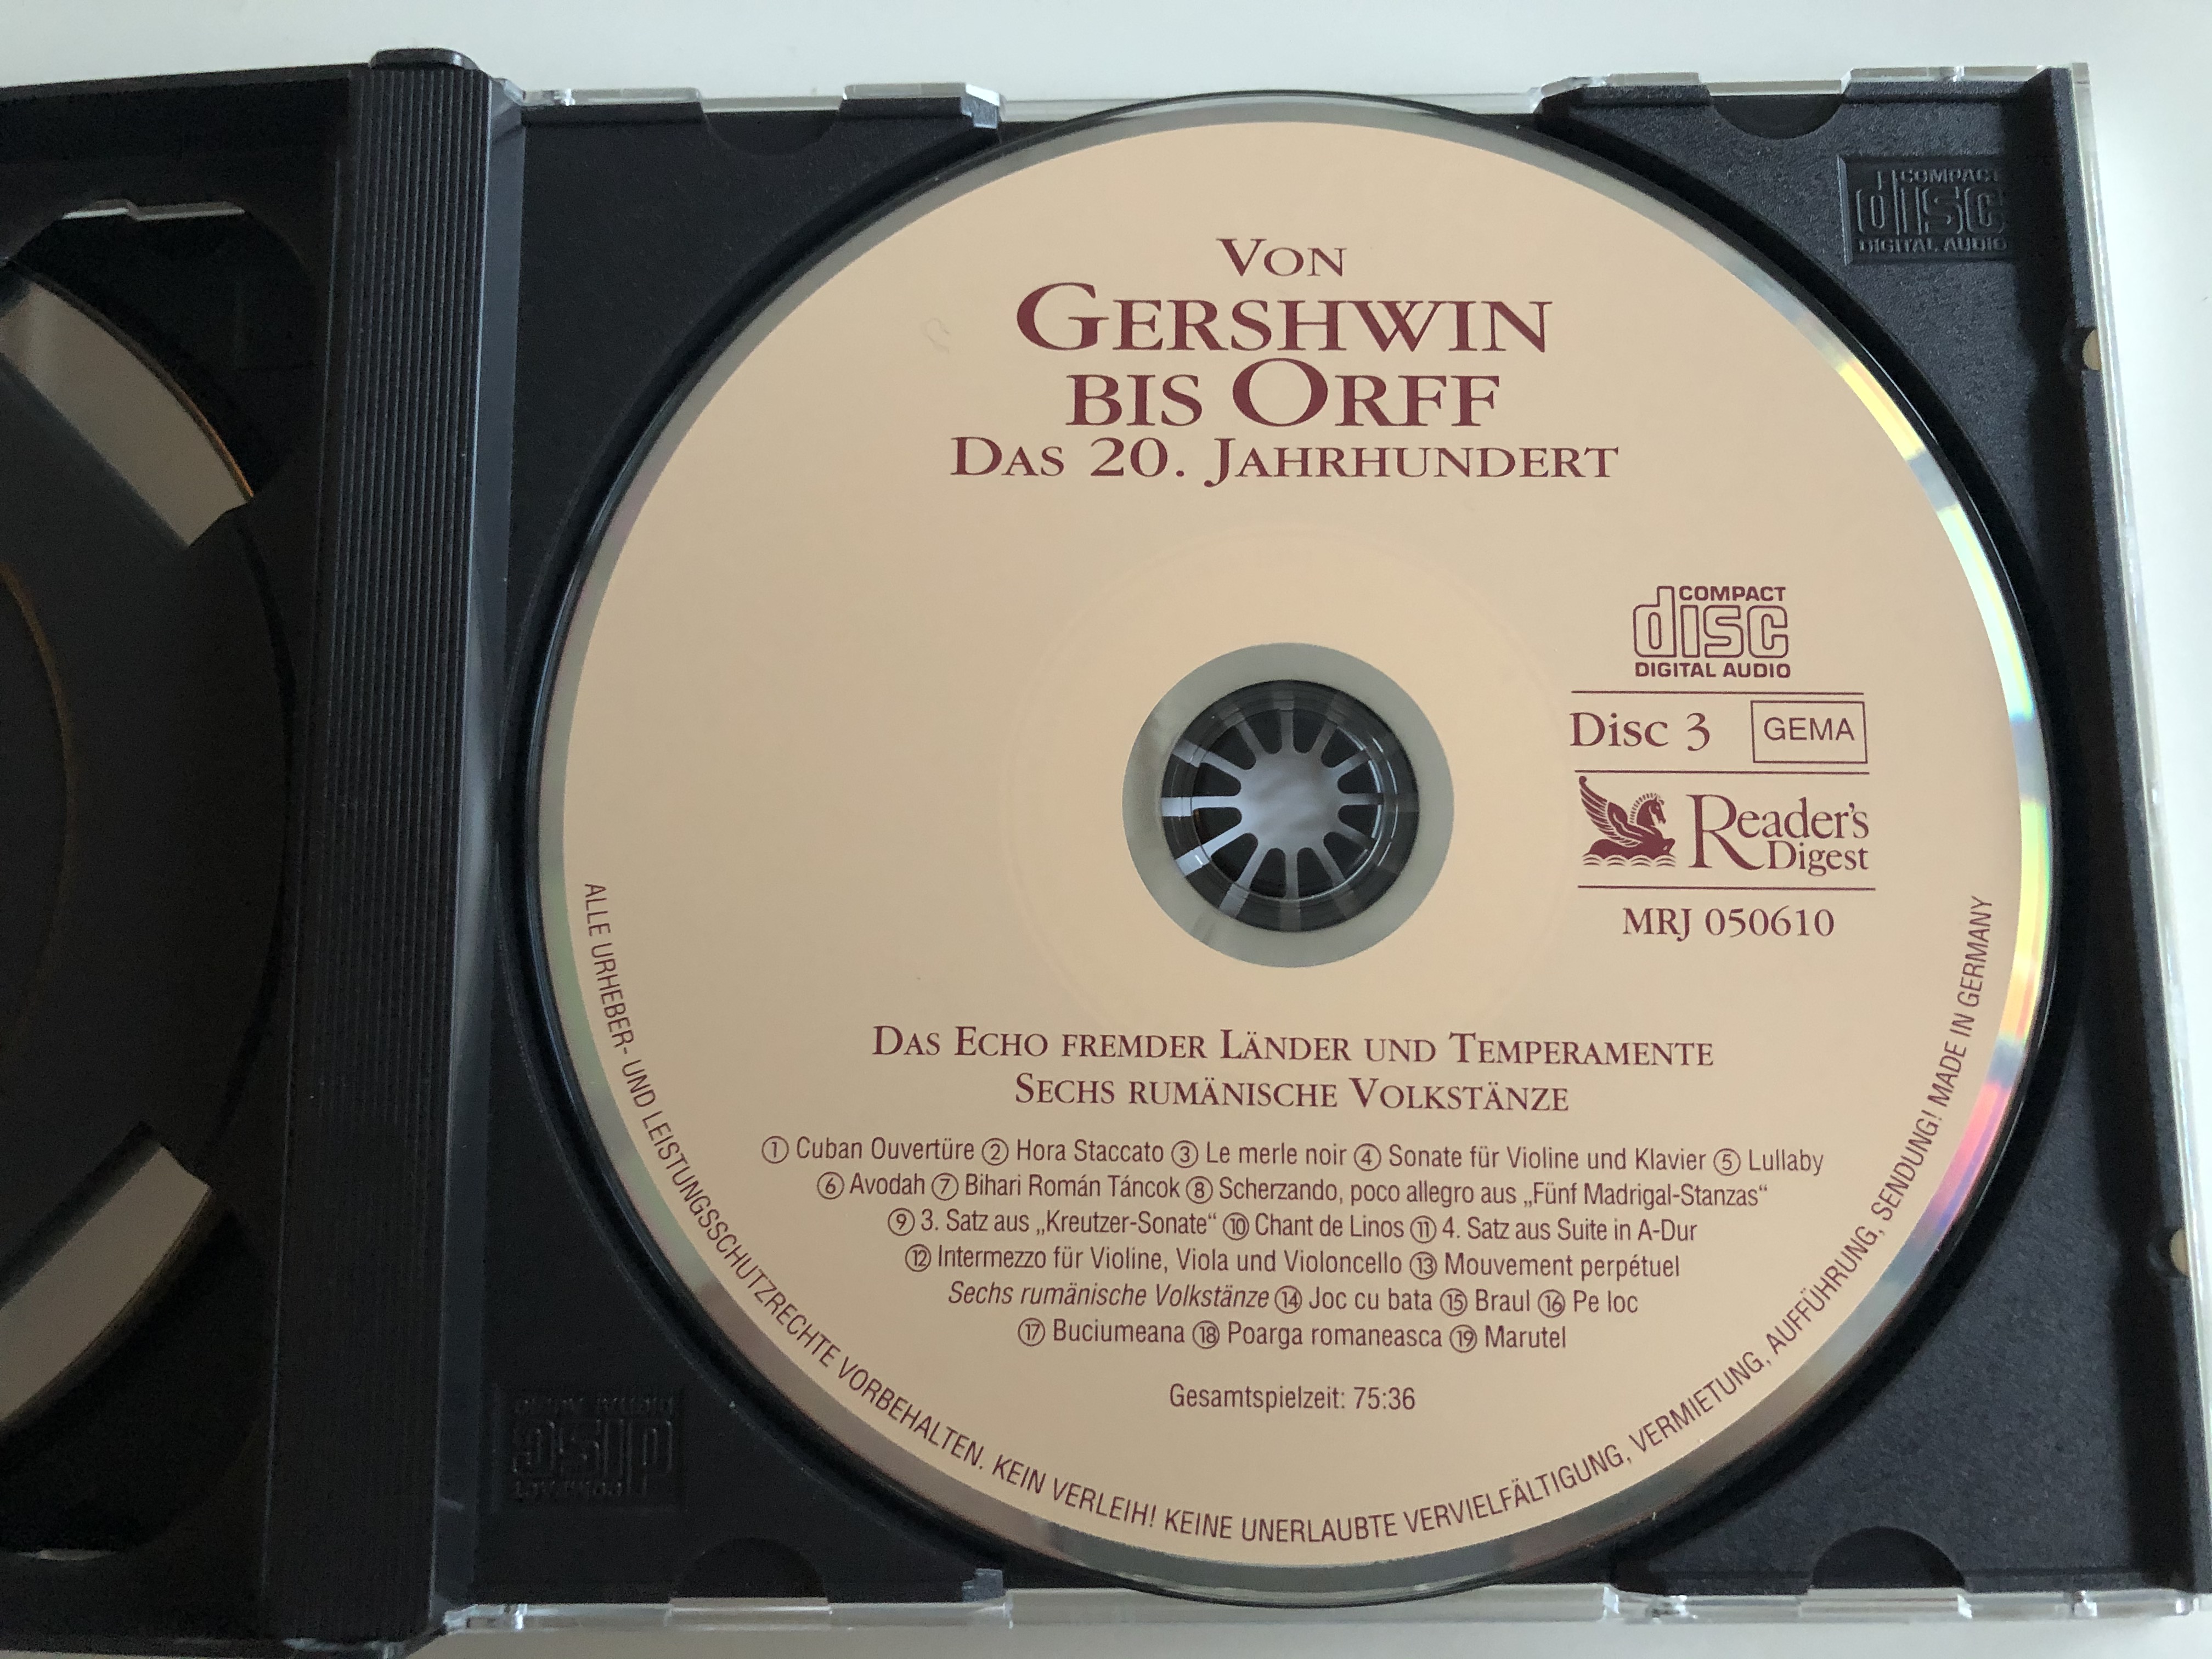 VON
GERSHWIN
BIS ORFF
DAS 20. JAHRHUNDERT
COMPACT
disc
DIGITAL AUDIO
COMPACT
disc
DIGITAL AUDIO
Disc 3 GEMA
Reader's
Digest
MRJ 050610
DAS ECHO FREMDER LÄNDER UND TEMPERAMENTE
SECHS RUMÄNISCHE VOLKSTÄNZE
① Cuban Ouvertüre ② Hora Staccato ③ Le merle noir ④ Sonate für Violine und Klavier ⑤ Lullaby
⑥ Avodah ⑦ Bihari Román Táncok ⑧ Scherzando, poco allegro aus „Fünf Madrigal-Stanzas“
⑨ 3. Satz aus „Kreutzer-Sonate“ ⑩ Chant de Linos ⑪ 4. Satz aus Suite in A-Dur
⑫ Intermezzo für Violine, Viola und Violoncello ⑬ Mouvement perpétuel
Sechs rumänische Volkstänze ⑭ Joc cu bata ⑮ Braul ⑯ Pe loc
⑰ Buciumeana ⑱ Poarga romaneasca ⑲ Marutel
Gesamtspielzeit: 75:36
ALLE URHEBER- UND LEISTUNGSSCHUTZRECHTE VORBEHALTEN. KEIN VERLEIH! KEINE UNERLAUBTE VERVIELFÄLTIGUNG, VERMIETUNG, AUFFÜHRUNG, SENDUNG! MADE IN GERMANY
COMPACT
disc
DIGITAL AUDIO